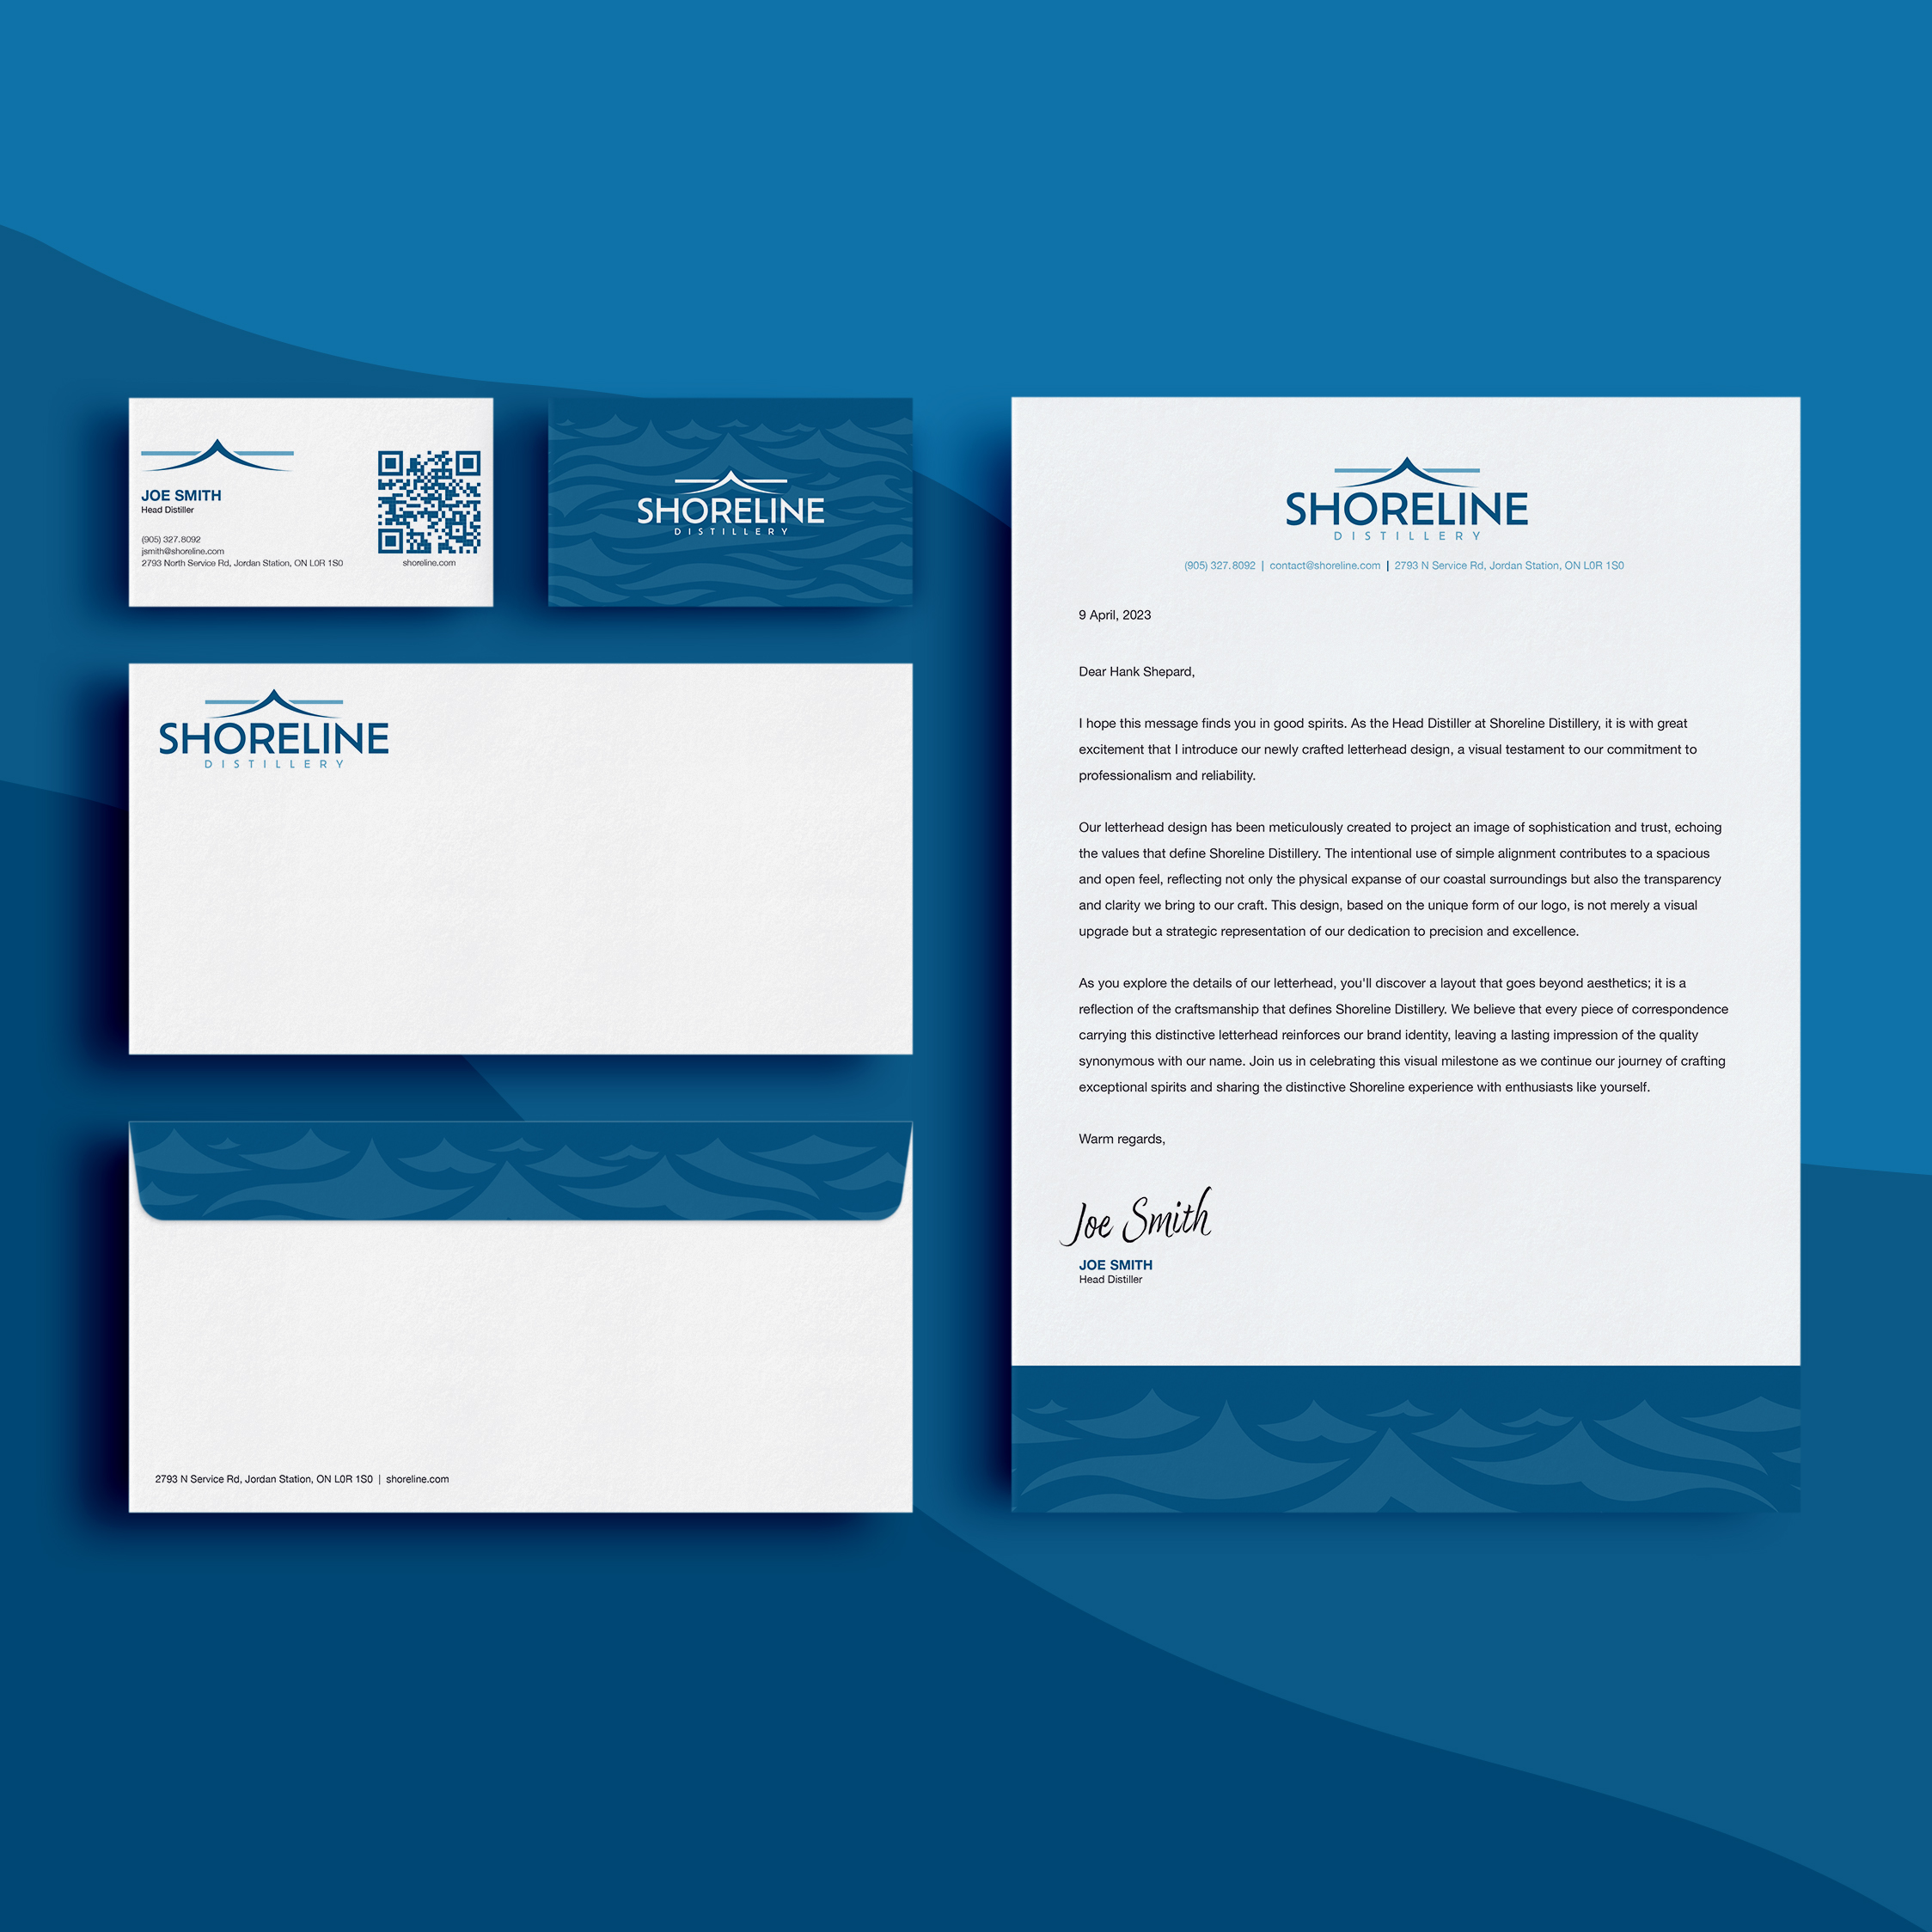 JOE SMITH
Head Distiller
(905) 327.8092
jsmith@shoreline.com
2793 North Service Rd, Jordan Station, ON L0R 1S0
shoreline.com
SHORELINE
DISTILLERY
SHORELINE
DISTILLERY
2793 N Service Rd, Jordan Station, ON L0R 1S0 | shoreline.com
SHORELINE
DISTILLERY
(905) 327.8092 | contact@shoreline.com | 2793 N Service Rd, Jordan Station, ON L0R 1S0
9 April, 2023
Dear Hank Shepard,
I hope this message finds you in good spirits. As the Head Distiller at Shoreline Distillery, it is with great
excitement that I introduce our newly crafted letterhead design, a visual testament to our commitment to
professionalism and reliability.
Our letterhead design has been meticulously created to project an image of sophistication and trust, echoing
the values that define Shoreline Distillery. The intentional use of simple alignment contributes to a spacious
and open feel, reflecting not only the physical expanse of our coastal surroundings but also the transparency
and clarity we bring to our craft. This design, based on the unique form of our logo, is not merely a visual
upgrade but a strategic representation of our dedication to precision and excellence.
As you explore the details of our letterhead, you'll discover a layout that goes beyond aesthetics; it is a
reflection of the craftsmanship that defines Shoreline Distillery. We believe that every piece of correspondence
carrying this distinctive letterhead reinforces our brand identity, leaving a lasting impression of the quality
synonymous with our name. Join us in celebrating this visual milestone as we continue our journey of crafting
exceptional spirits and sharing the distinctive Shoreline experience with enthusiasts like yourself.
Warm regards,
Joe Smith
JOE SMITH
Head Distiller